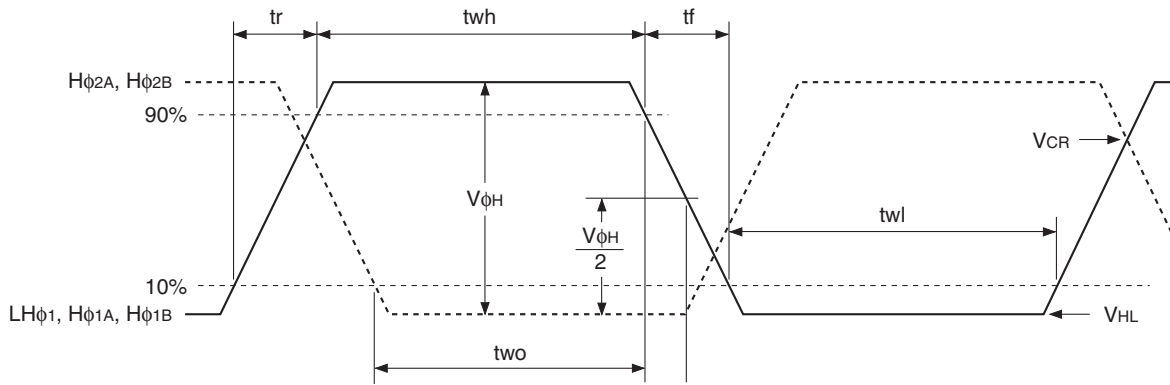 tr twh tf
Hϕ2A, Hϕ2B
90%
VCR
VϕH
twl
VϕH
2
10%
LHϕ1, Hϕ1A, Hϕ1B
VHL
two